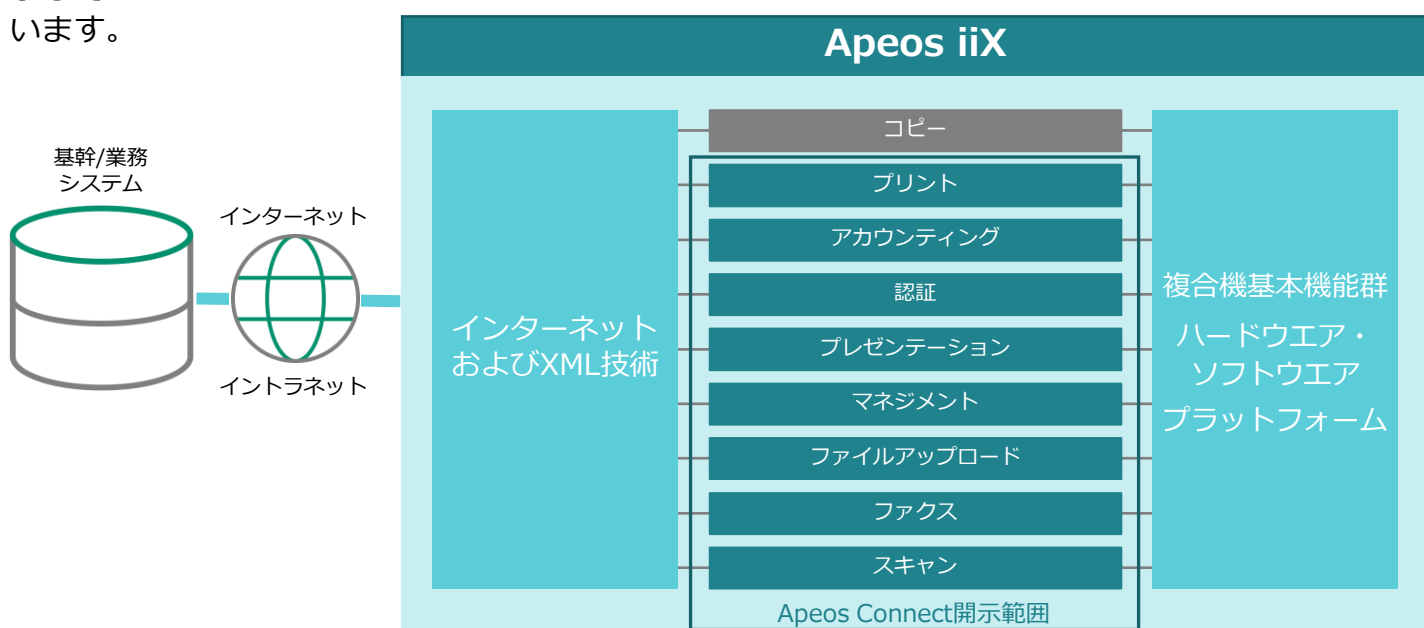 います。
Apeos iiX
基幹/業務
システム
インターネット
イントラネット
インターネット
およびXML技術
コピー
プリント
アカウンティング
認証
プレゼンテーション
マネジメント
ファイルアップロード
ファクス
スキャン
Apeos Connect開示範囲
複合機基本機能群
ハードウエア・
ソフトウエア
プラットフォーム